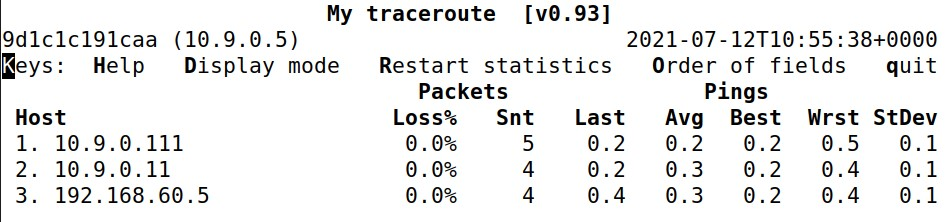 My traceroute  [v0.93]
9d1c1c191caa (10.9.0.5) 2021-07-12T10:55:38+0000
Keys:  Help   Display mode   Restart statistics   Order of fields   quit
Packets Pings
Host Loss% Snt Last Avg Best Wrst StDev
1. 10.9.0.111 0.0% 5 0.2 0.2 0.2 0.5 0.1
2. 10.9.0.11 0.0% 4 0.2 0.3 0.2 0.4 0.1
3. 192.168.60.5 0.0% 4 0.4 0.3 0.2 0.4 0.1